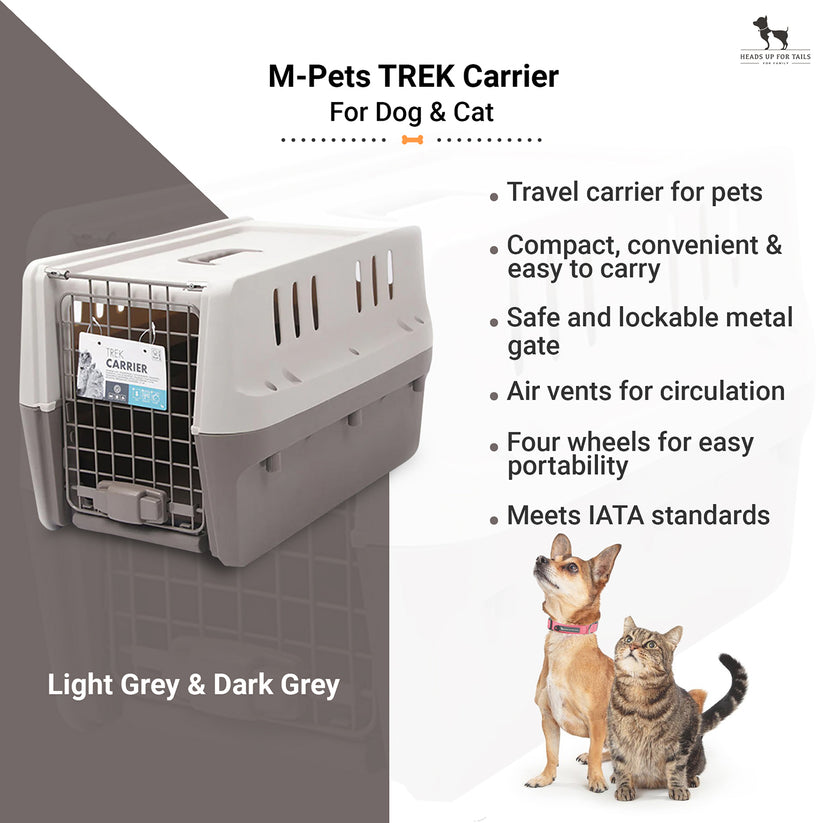 HEADS UP FOR TAILS
FOR FAMILY
M-Pets TREK Carrier
For Dog & Cat
• Travel carrier for pets
• Compact, convenient &
easy to carry
• Safe and lockable metal
gate
• Air vents for circulation
• Four wheels for easy
portability
• Meets IATA standards
TREK
CARRIER
Light Grey & Dark Grey